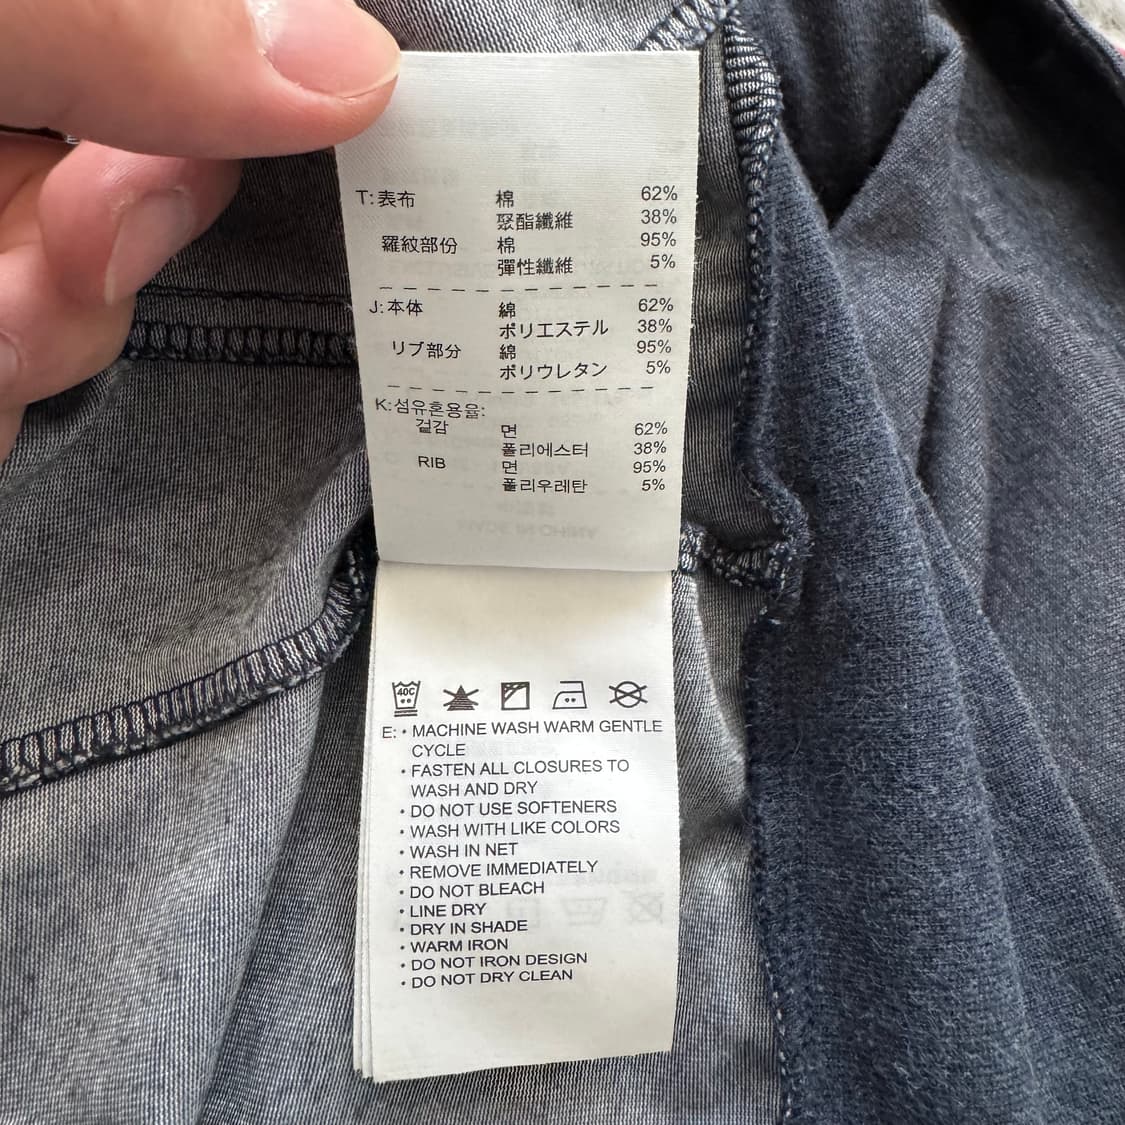 T:表布 棉 62%
聚酯纖維 38%
羅紋部份 棉 95%
彈性纖維 5%
J:本体 綿 62%
ポリエステル 38%
リブ部分 綿 95%
ポリウレタン 5%
K:섬유혼용율:
겉감 면 62%
폴리에스터 38%
RIB 면 95%
폴리우레탄 5%
40C
E: • MACHINE WASH WARM GENTLE
CYCLE
• FASTEN ALL CLOSURES TO
WASH AND DRY
• DO NOT USE SOFTENERS
• WASH WITH LIKE COLORS
• WASH IN NET
• REMOVE IMMEDIATELY
• DO NOT BLEACH
• LINE DRY
• DRY IN SHADE
• WARM IRON
• DO NOT IRON DESIGN
• DO NOT DRY CLEAN